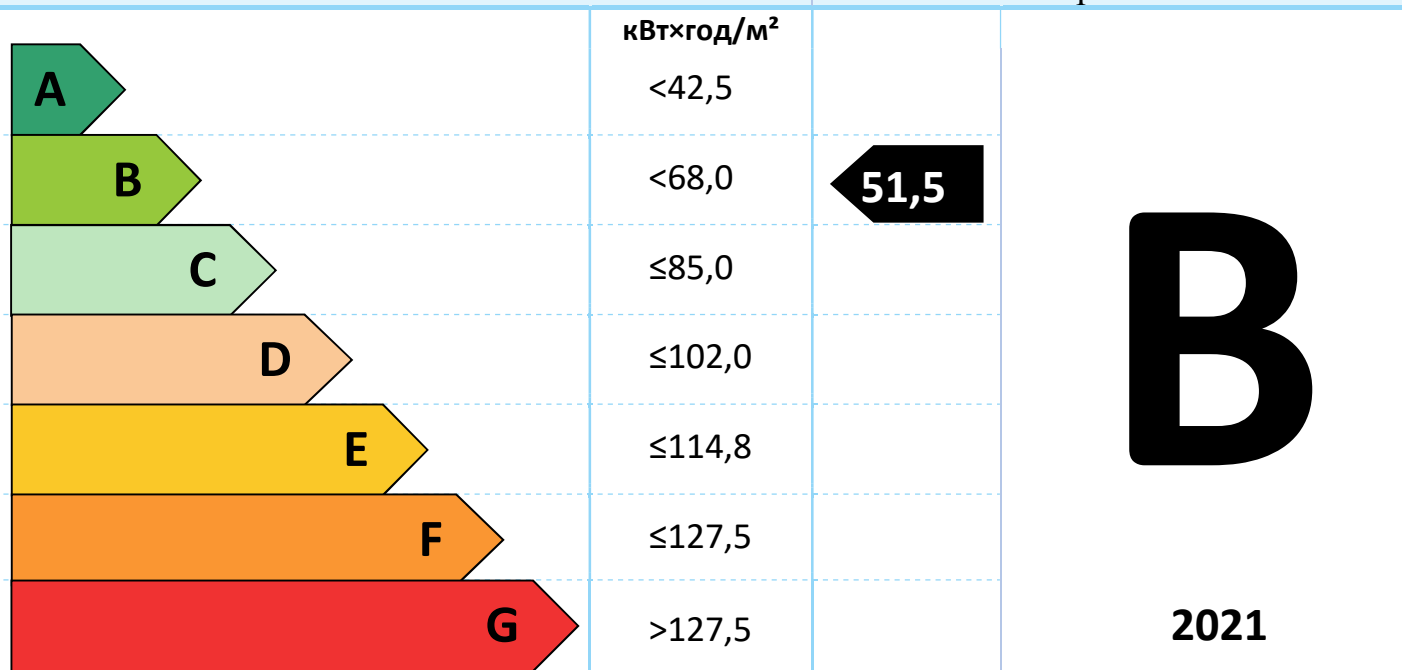 кВт×год/м²
A <42,5
B <68,0 51,5
C ≤85,0
D ≤102,0
E ≤114,8
F ≤127,5
G >127,5
B
2021